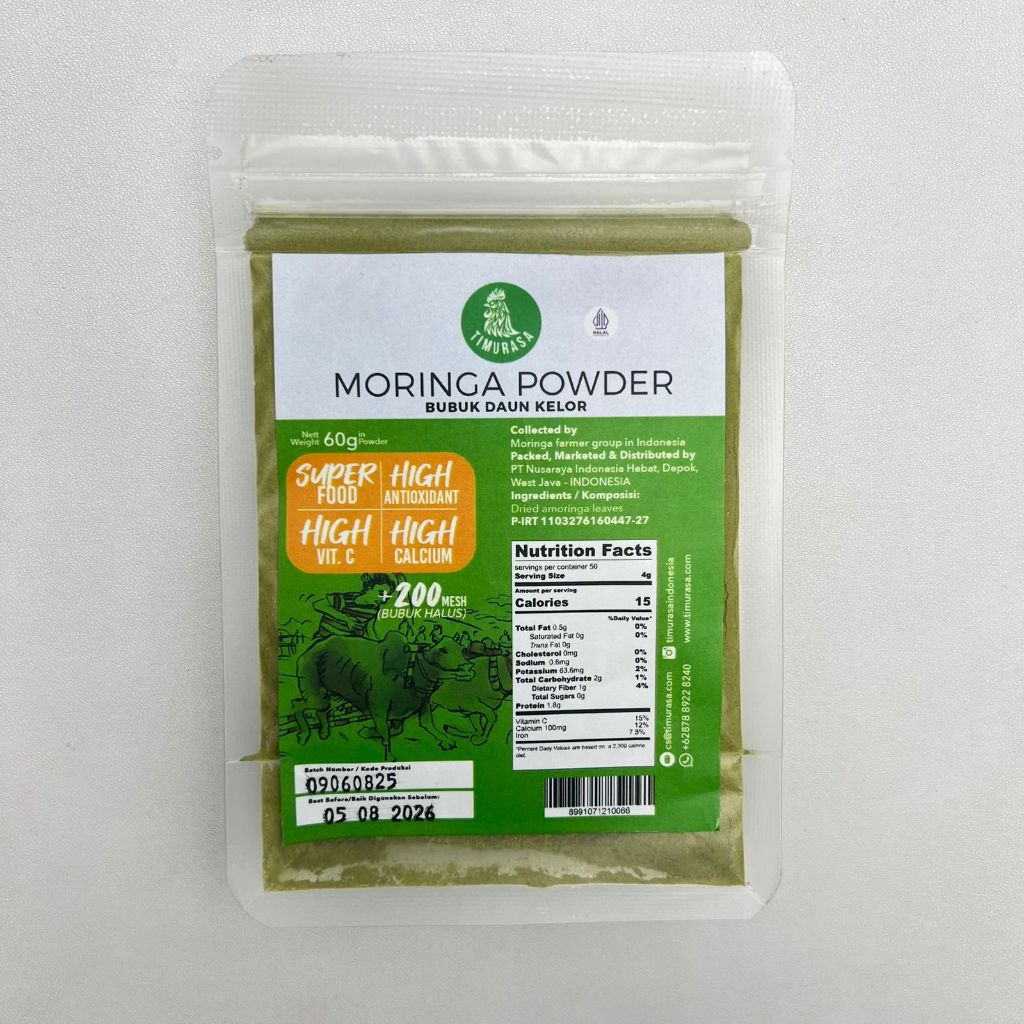 TIMURASA
HALAL
MORINGA POWDER
BUBUK DAUN KELOR
Nett Weight 60g in Powder
SUPER FOOD
HIGH ANTIOXIDANT
HIGH VIT. C
HIGH CALCIUM
+200 MESH
(BUBUK HALUS)
Collected by
Moringa farmer group in Indonesia
Packed, Marketed & Distributed by
PT Nusaraya Indonesia Hebat, Depok,
West Java - INDONESIA
Ingredients / Komposisi:
Dried amoringa leaves
P-IRT 1103276160447-27
Nutrition Facts
servings per container 56
Serving Size 4g
Amount per serving
Calories 15
%Daily Value*
Total Fat 0.5g 0%
Saturated Fat 0g 0%
Trans Fat 0g
Cholesterol 0mg 0%
Sodium 0.6mg 0%
Potassium 63.6mg 2%
Total Carbohydrate 2g 1%
Dietary Fiber 1g 4%
Total Sugars 0g
Protein 1.8g
Vitamin C 15%
Calcium 100mg 12%
Iron 7.8%
*Percent Daily Values are based on a 2,000 calorie
diet
timurasaindonesia
www.timurasa.com
cs@timurasa.com
+62878 8922 8240
Batch Number / Kode Produksi
09060825
Best Before/Baik Digunakan Sebelum:
05 08 2026
8991071210066